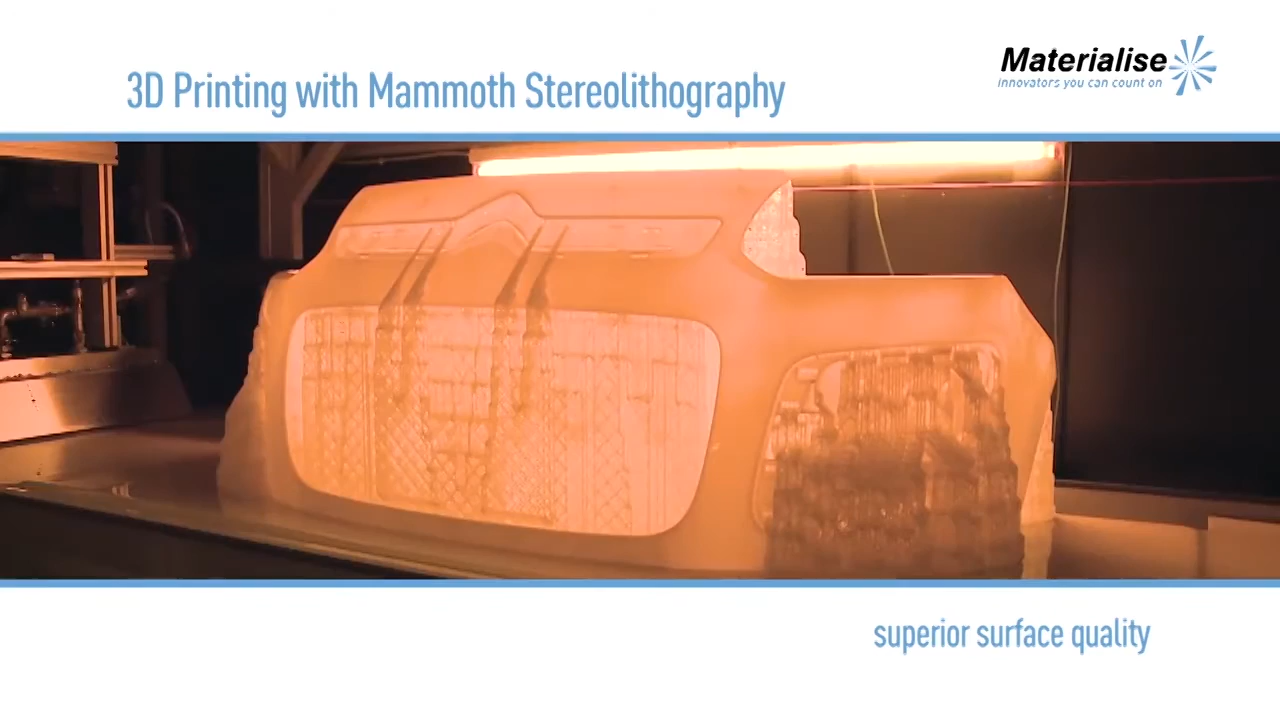 3D Printing with Mammoth Stereolithography
Materialise
innovators you can count on
superior surface quality